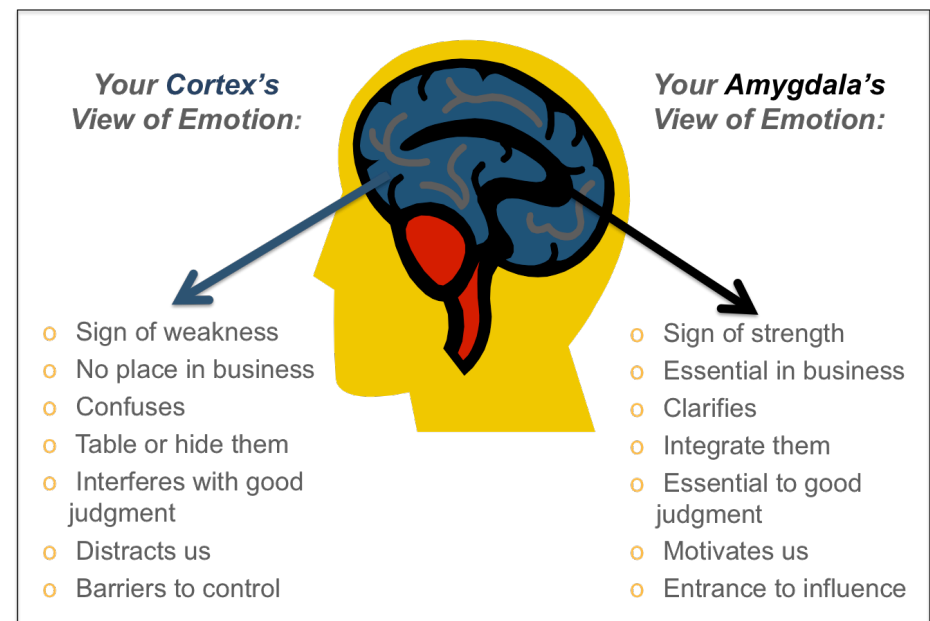 Your Cortex's
View of Emotion:
o Sign of weakness
o No place in business
o Confuses
o Table or hide them
o Interferes with good
judgment
o Distracts us
o Barriers to control
Your Amygdala's
View of Emotion:
o Sign of strength
o Essential in business
o Clarifies
o Integrate them
o Essential to good
judgment
o Motivates us
o Entrance to influence